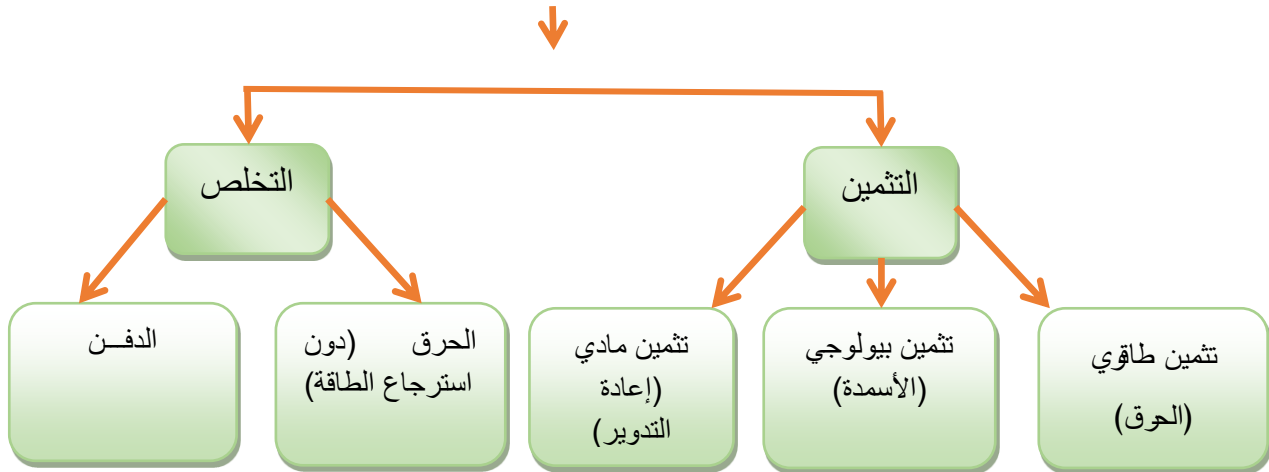 التثمين
التخلص
تثمين طاقوي
(الحرق)
تثمين بيولوجي
(الأسمدة)
تثمين مادي
(إعادة
التدوير)
الحرق (دون
استرجاع الطاقة)
الدفــن